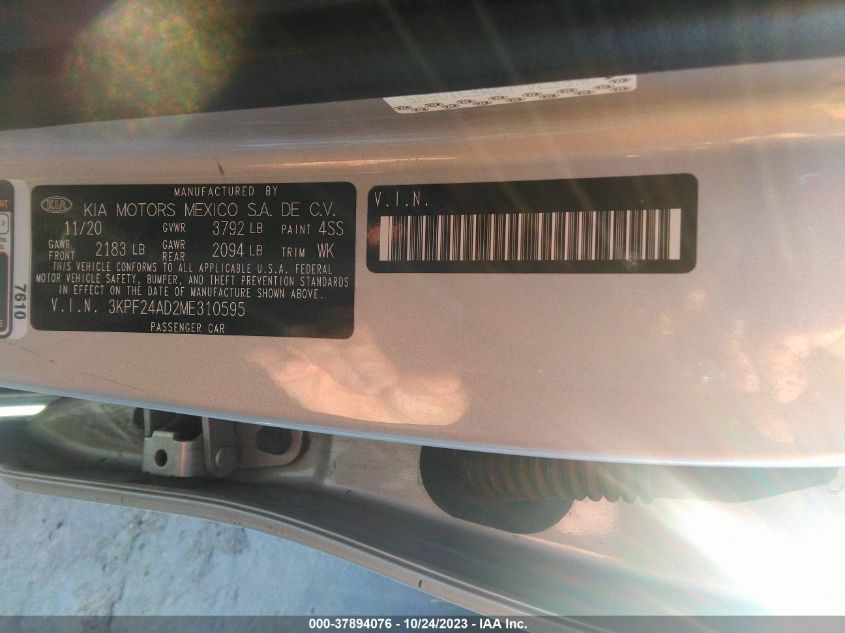 MANUFACTURED BY
KIA KIA MOTORS MEXICO S.A. DE C.V.
11/20 GVWR 3792 LB PAINT 4SS
GAWR FRONT 2183 LB GAWR REAR 2094 LB TRIM WK
THIS VEHICLE CONFORMS TO ALL APPLICABLE U.S.A. FEDERAL
MOTOR VEHICLE SAFETY, BUMPER, AND THEFT PREVENTION STANDARDS
IN EFFECT ON THE DATE OF MANUFACTURE SHOWN ABOVE.
V.I.N. 3KPF24AD2ME310595
PASSENGER CAR
V.I.N.
7610
000-37894076 - 10/24/2023 - IAA Inc.